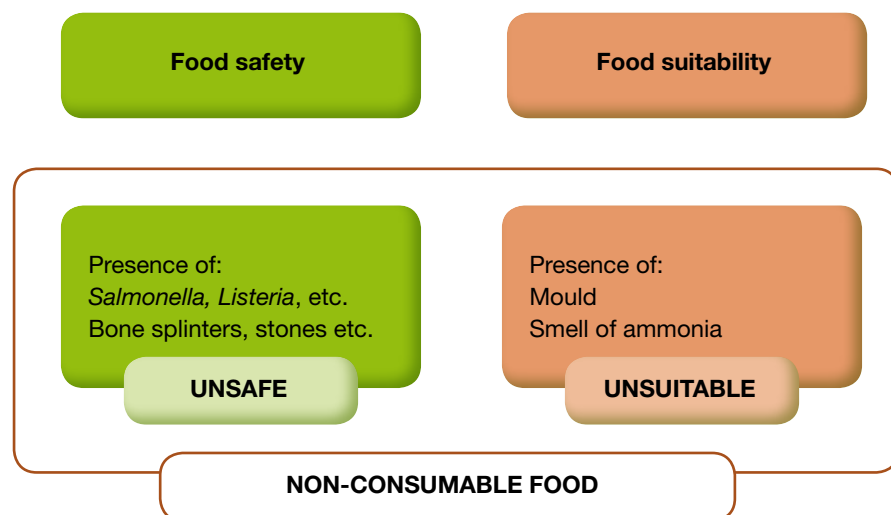 Food safety
Food suitability
Presence of:
Salmonella, Listeria, etc.
Bone splinters, stones etc.
UNSAFE
Presence of:
Mould
Smell of ammonia
UNSUITABLE
NON-CONSUMABLE FOOD